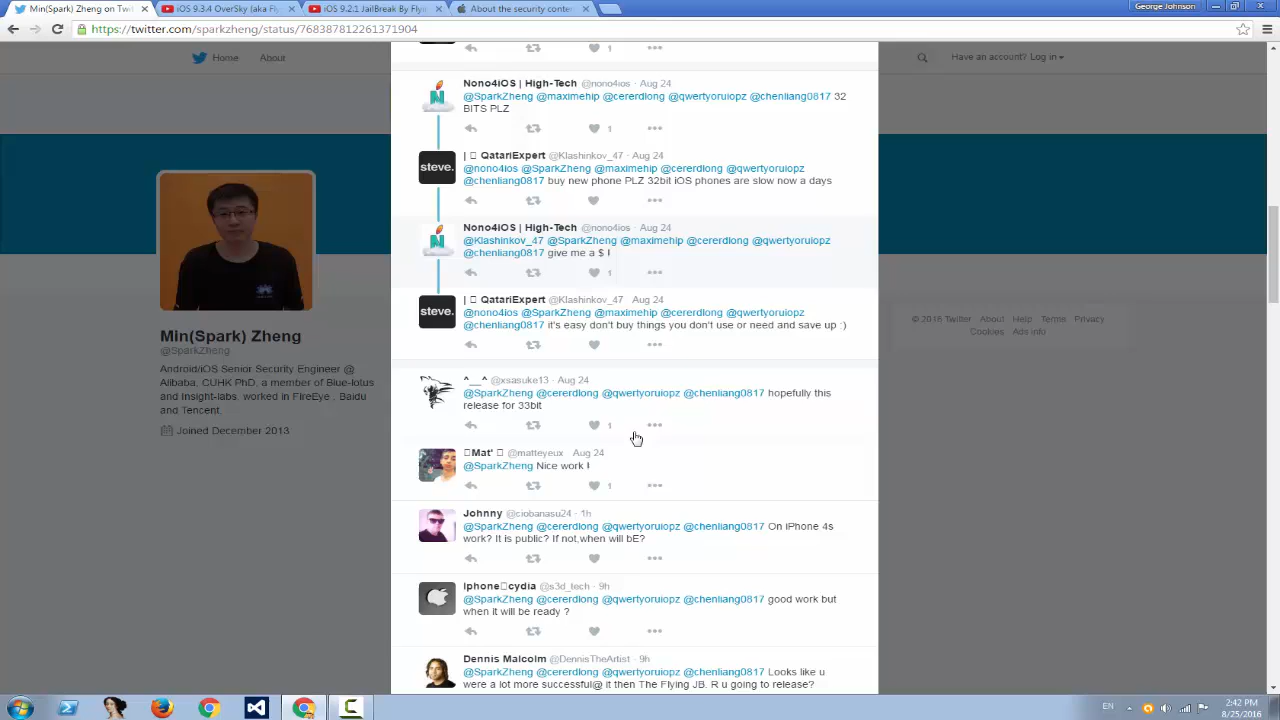 Min(Spark) Zheng on Twi
iOS 9.3.4 OverSky (aka Fly
iOS 9.2.1 JailBreak By Flyin
About the security conten
George Johnson
https://twitter.com/sparkzheng/status/768387812261371904
Home
About
Have an account? Log in
1
Nono4iOS | High-Tech @nono4ios · Aug 24
@SparkZheng @maximehip @cererdlong @qwertyoruiopz @chenliang0817 32
BITS PLZ
1
steve.
| QatariExpert @Klashinkov_47 · Aug 24
@nono4ios @SparkZheng @maximehip @cererdlong @qwertyoruiopz
@chenliang0817 buy new phone PLZ 32bit iOS phones are slow now a days
Nono4iOS | High-Tech @nono4ios · Aug 24
@Klashinkov_47 @SparkZheng @maximehip @cererdlong @qwertyoruiopz
@chenliang0817 give me a $ !
1
steve.
| QatariExpert @Klashinkov_47 Aug 24
@nono4ios @SparkZheng @maximehip @cererdlong @qwertyoruiopz
@chenliang0817 it's easy don't buy things you don't use or need and save up :)
^__^ @xsasuke13 · Aug 24
@SparkZheng @cererdlong @qwertyoruiopz @chenliang0817 hopefully this
release for 33bit
1
Mat' @matteyeux Aug 24
@SparkZheng Nice work !
1
Johnny @ciobanasu24 · 1h
@SparkZheng @cererdlong @qwertyoruiopz @chenliang0817 On iPhone 4s
work? It is public? If not,when will bE?
Iphone cydia @s3d_tech · 9h
@SparkZheng @cererdlong @qwertyoruiopz @chenliang0817 good work but
when it will be ready ?
Dennis Malcolm @DennisTheArtist · 9h
@SparkZheng @cererdlong @qwertyoruiopz @chenliang0817 Looks like u
were a lot more successful@ it then The Flying JB. R u going to release?
Min(Spark) Zheng
@SparkZheng
Android/iOS Senior Security Engineer @
Alibaba, CUHK PhD, a member of Blue-lotus
and Insight-labs, worked in FireEye , Baidu
and Tencent.
Joined December 2013
© 2016 Twitter About Help Terms Privacy
Cookies Ads info
EN
2:42 PM
8/25/2016